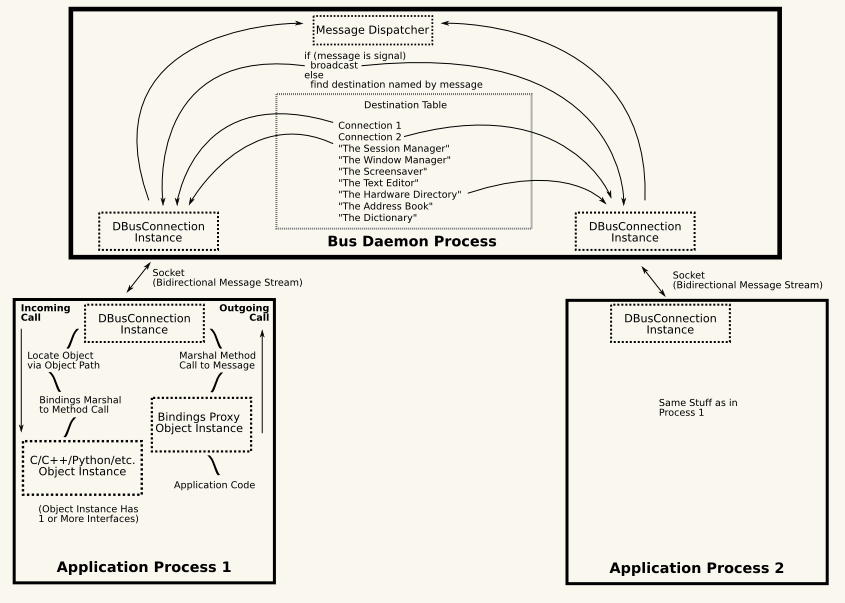 Message Dispatcher
if (message is signal)
broadcast
else
find destination named by message
Destination Table
Connection 1
Connection 2
"The Session Manager"
"The Window Manager"
"The Screensaver"
"The Text Editor"
"The Hardware Directory"
"The Address Book"
"The Dictionary"
DBusConnection
Instance
DBusConnection
Instance
Bus Daemon Process
Socket
(Bidirectional Message Stream)
Socket
(Bidirectional Message Stream)
Incoming
Call
DBusConnection
Instance
Outgoing
Call
Locate Object
via Object Path
Marshal Method
Call to Message
Bindings Marshal
to Method Call
Bindings Proxy
Object Instance
C/C++/Python/etc.
Object Instance
Application Code
(Object Instance Has
1 or More Interfaces)
Application Process 1
DBusConnection
Instance
Same Stuff as in
Process 1
Application Process 2